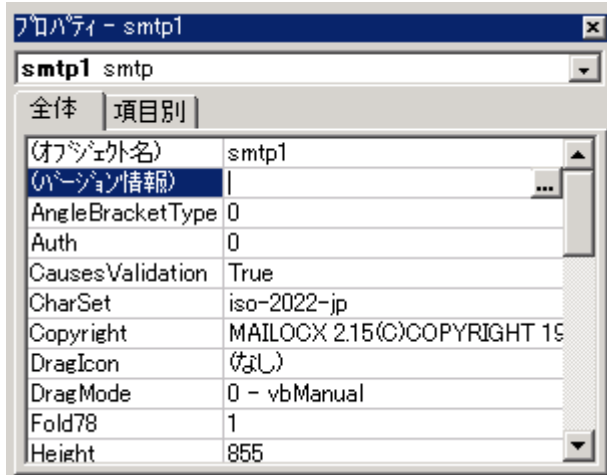 ﾌﾟﾛﾊﾟﾃｨ - smtp1
smtp1 smtp
全体 項目別
(ｵﾌﾞｼﾞｪｸﾄ名) smtp1
(ﾊﾞｰｼﾞｮﾝ情報) ...
AngleBracketType 0
Auth 0
CausesValidation True
CharSet iso-2022-jp
Copyright MAILOCX 2.15(C)COPYRIGHT 19
DragIcon (なし)
DragMode 0 - vbManual
Fold78 1
Height 855